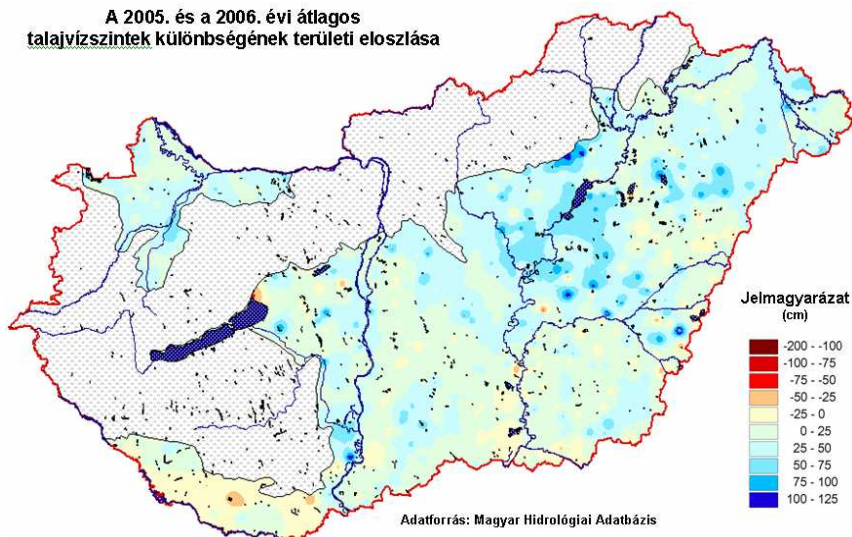 A 2005. és a 2006. évi átlagos
talajvízszintek különbségének területi eloszlása
Jelmagyarázat
(cm)
-200 - -100
-100 - -75
-75 - -50
-50 - -25
-25 - 0
0 - 25
25 - 50
50 - 75
75 - 100
100 - 125
Adatforrás: Magyar Hidrológiai Adatbázis